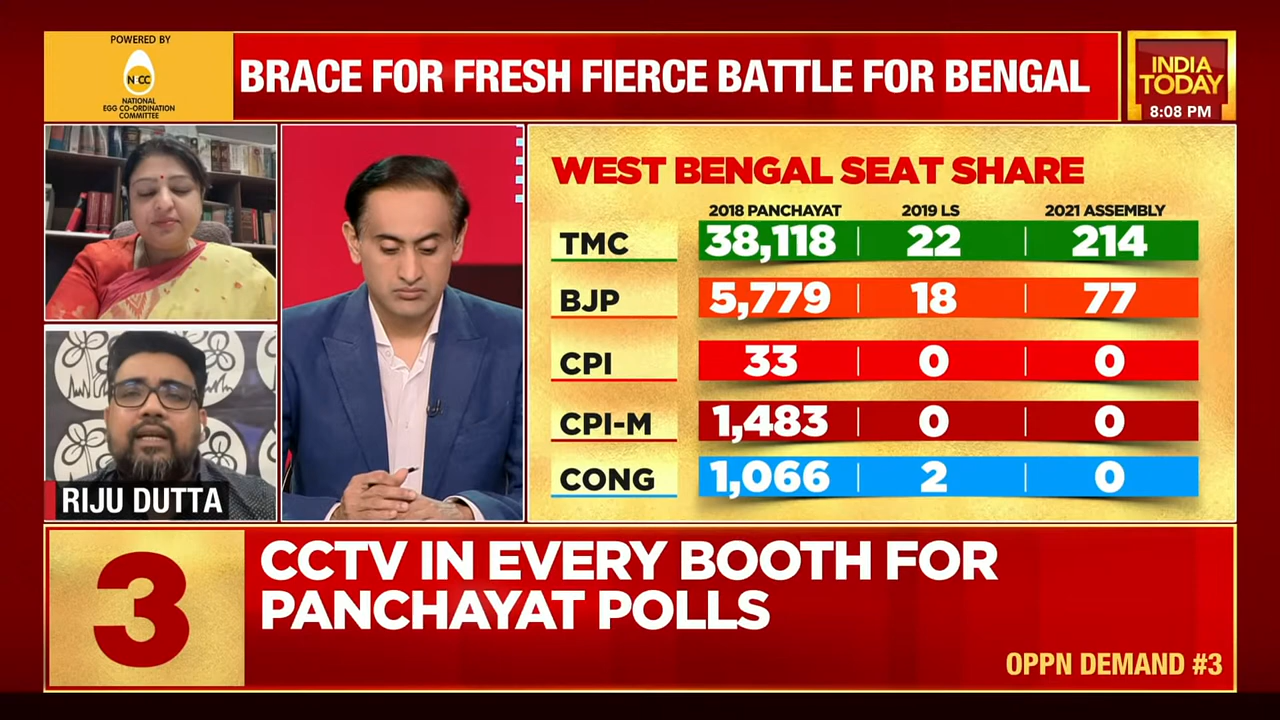 POWERED BY
NECC
NATIONAL
EGG CO-ORDINATION
COMMITTEE
BRACE FOR FRESH FIERCE BATTLE FOR BENGAL
INDIA
TODAY
8:08 PM
WEST BENGAL SEAT SHARE
2018 PANCHAYAT 2019 LS 2021 ASSEMBLY
TMC 38,118 22 214
BJP 5,779 18 77
CPI 33 0 0
CPI-M 1,483 0 0
CONG 1,066 2 0
RIJU DUTTA
3
CCTV IN EVERY BOOTH FOR
PANCHAYAT POLLS
OPPN DEMAND #3